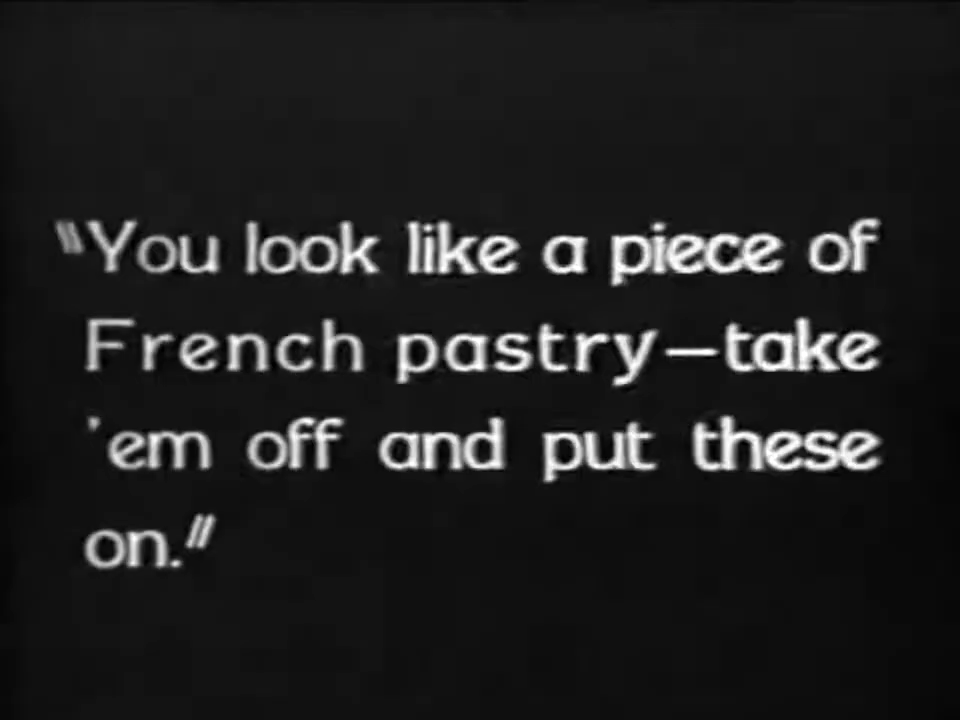 "You look like a piece of
French pastry—take
'em off and put these
on."